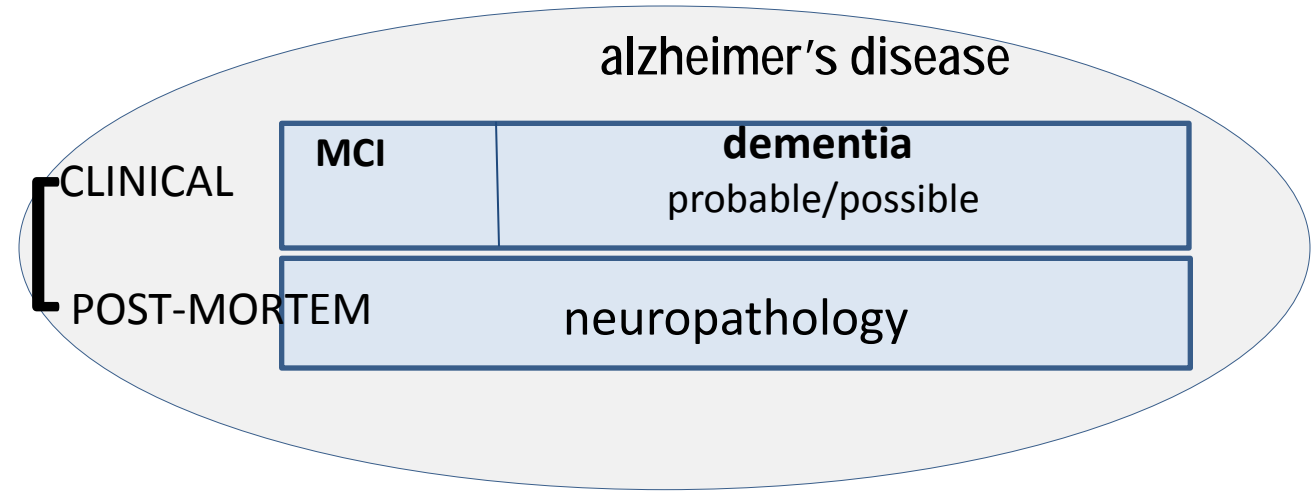 alzheimer's disease
MCI
dementia
CLINICAL
probable/possible
POST-MORTEM
neuropathology